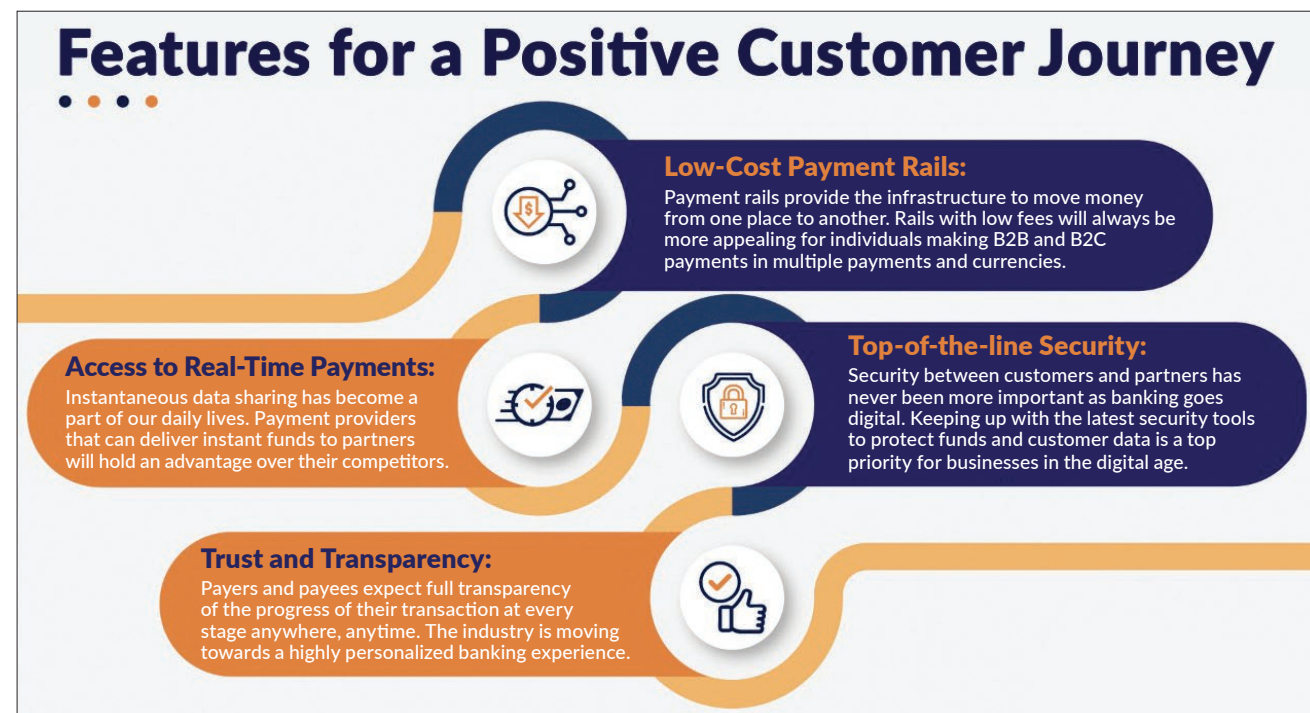 Features for a Positive Customer Journey
Low-Cost Payment Rails:
Payment rails provide the infrastructure to move money
from one place to another. Rails with low fees will always be
more appealing for individuals making B2B and B2C
payments in multiple payments and currencies.
Access to Real-Time Payments:
Instantaneous data sharing has become a
part of our daily lives. Payment providers
that can deliver instant funds to partners
will hold an advantage over their competitors.
Top-of-the-line Security:
Security between customers and partners has
never been more important as banking goes
digital. Keeping up with the latest security tools
to protect funds and customer data is a top
priority for businesses in the digital age.
Trust and Transparency:
Payers and payees expect full transparency
of the progress of their transaction at every
stage anywhere, anytime. The industry is moving
towards a highly personalized banking experience.